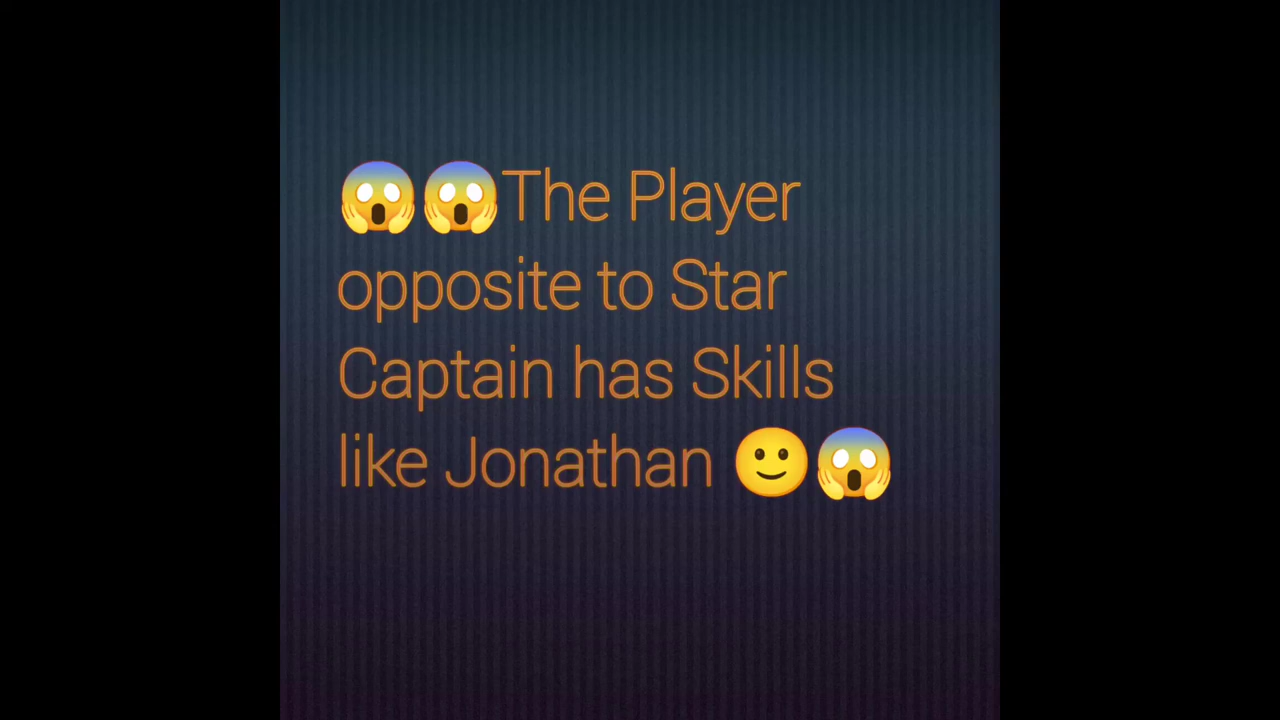 😱😱The Player
opposite to Star
Captain has Skills
like Jonathan 🙂😱